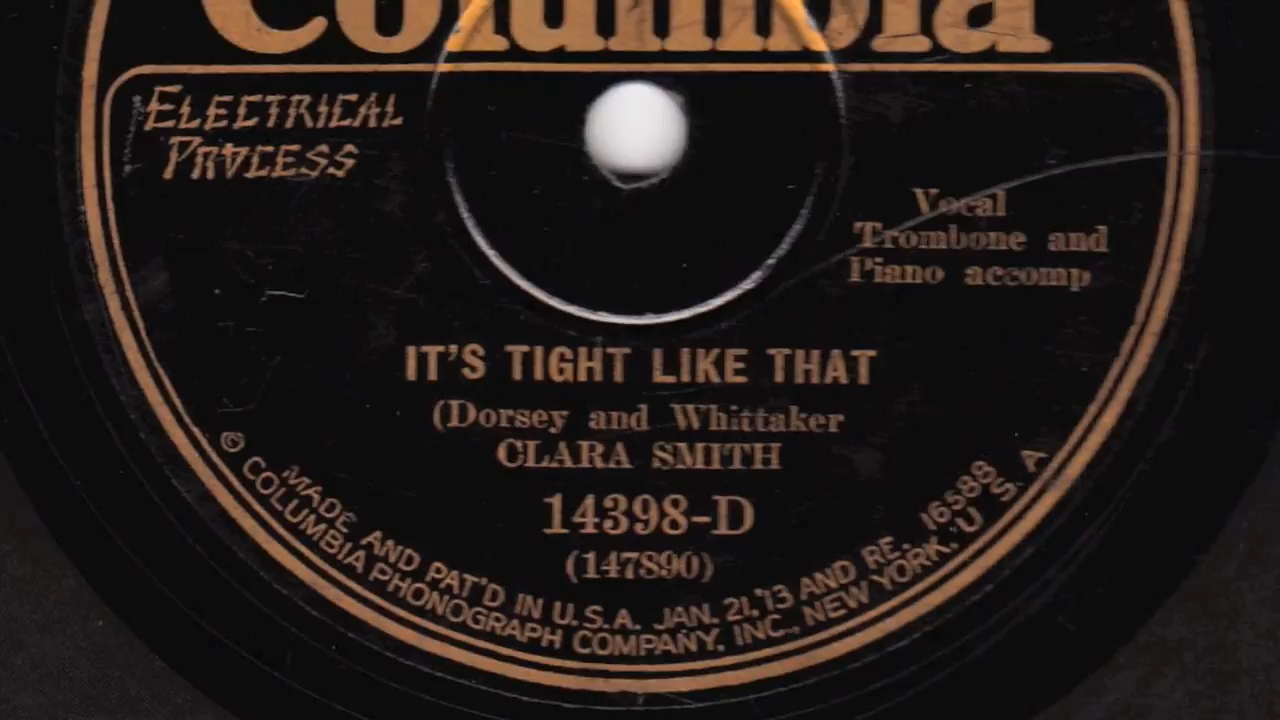 Columbia
ELECTRICAL
PROCESS
Vocal
Trombone and
Piano accomp
IT'S TIGHT LIKE THAT
(Dorsey and Whittaker
CLARA SMITH
14398-D
(147890)
MADE AND PAT'D IN U.S.A. JAN. 21,'13 AND RE. 16588
© COLUMBIA PHONOGRAPH COMPANY, INC., NEW YORK, U S. A